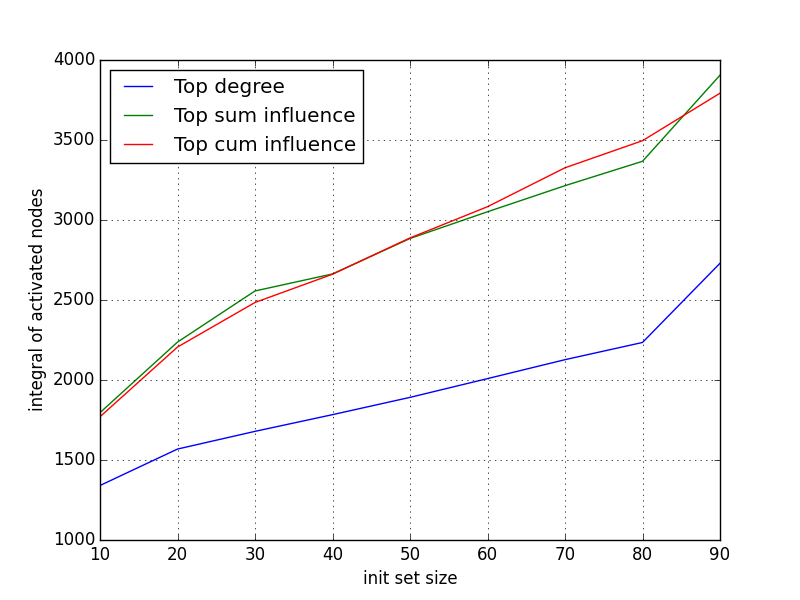 4000
3500
3000
2500
2000
1500
1000
integral of activated nodes
Top degree
Top sum influence
Top cum influence
10 20 30 40 50 60 70 80 90
init set size